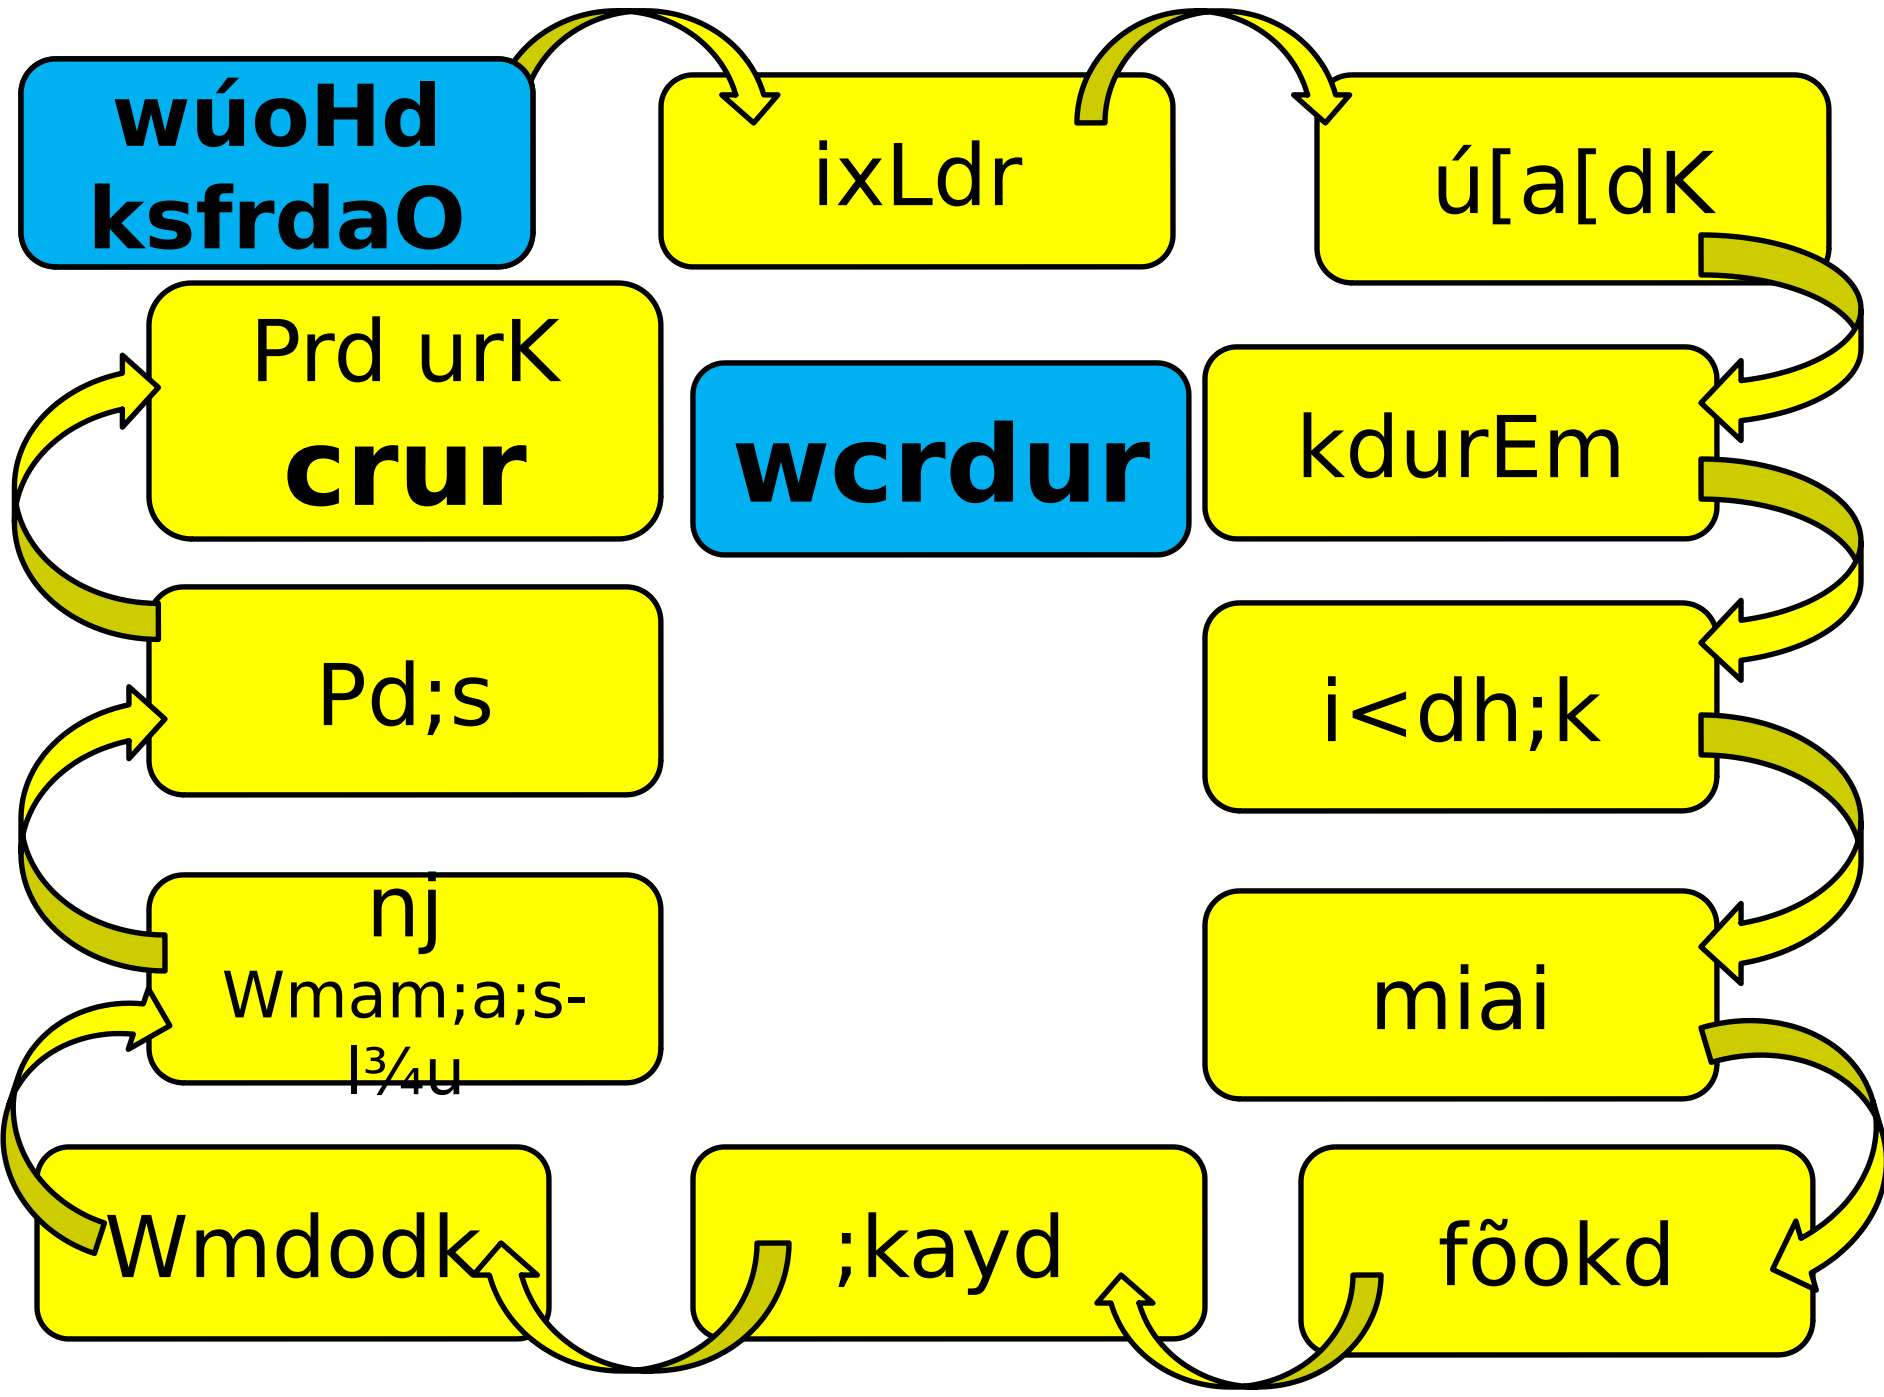 wúoHd
ksfrdaO
ixLdr
ú[a[dK
kdurEm
i<dh;k
miai
fõokd
;kayd
Wmdodk
nj
Wmam;a;s-
l¾u
Pd;s
Prd urK
crur
wcrdur